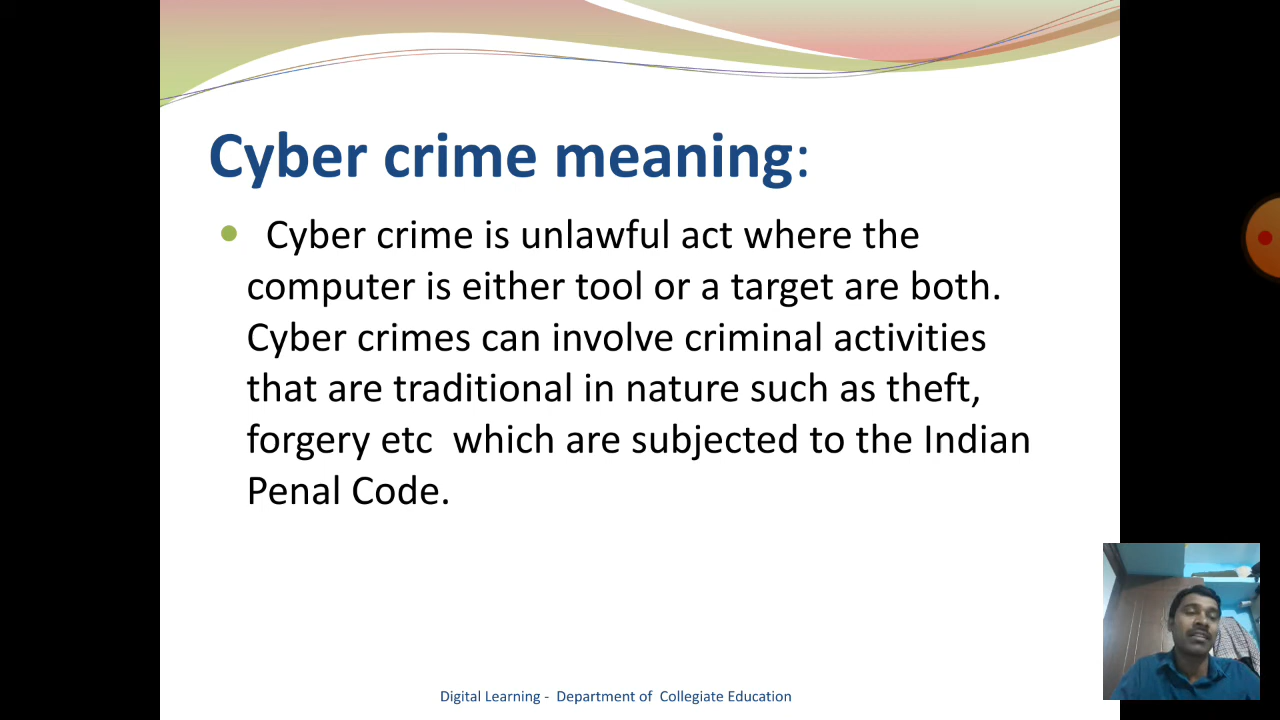 Cyber crime meaning:
Cyber crime is unlawful act where the
computer is either tool or a target are both.
Cyber crimes can involve criminal activities
that are traditional in nature such as theft,
forgery etc  which are subjected to the Indian
Penal Code.
Digital Learning -  Department of  Collegiate Education